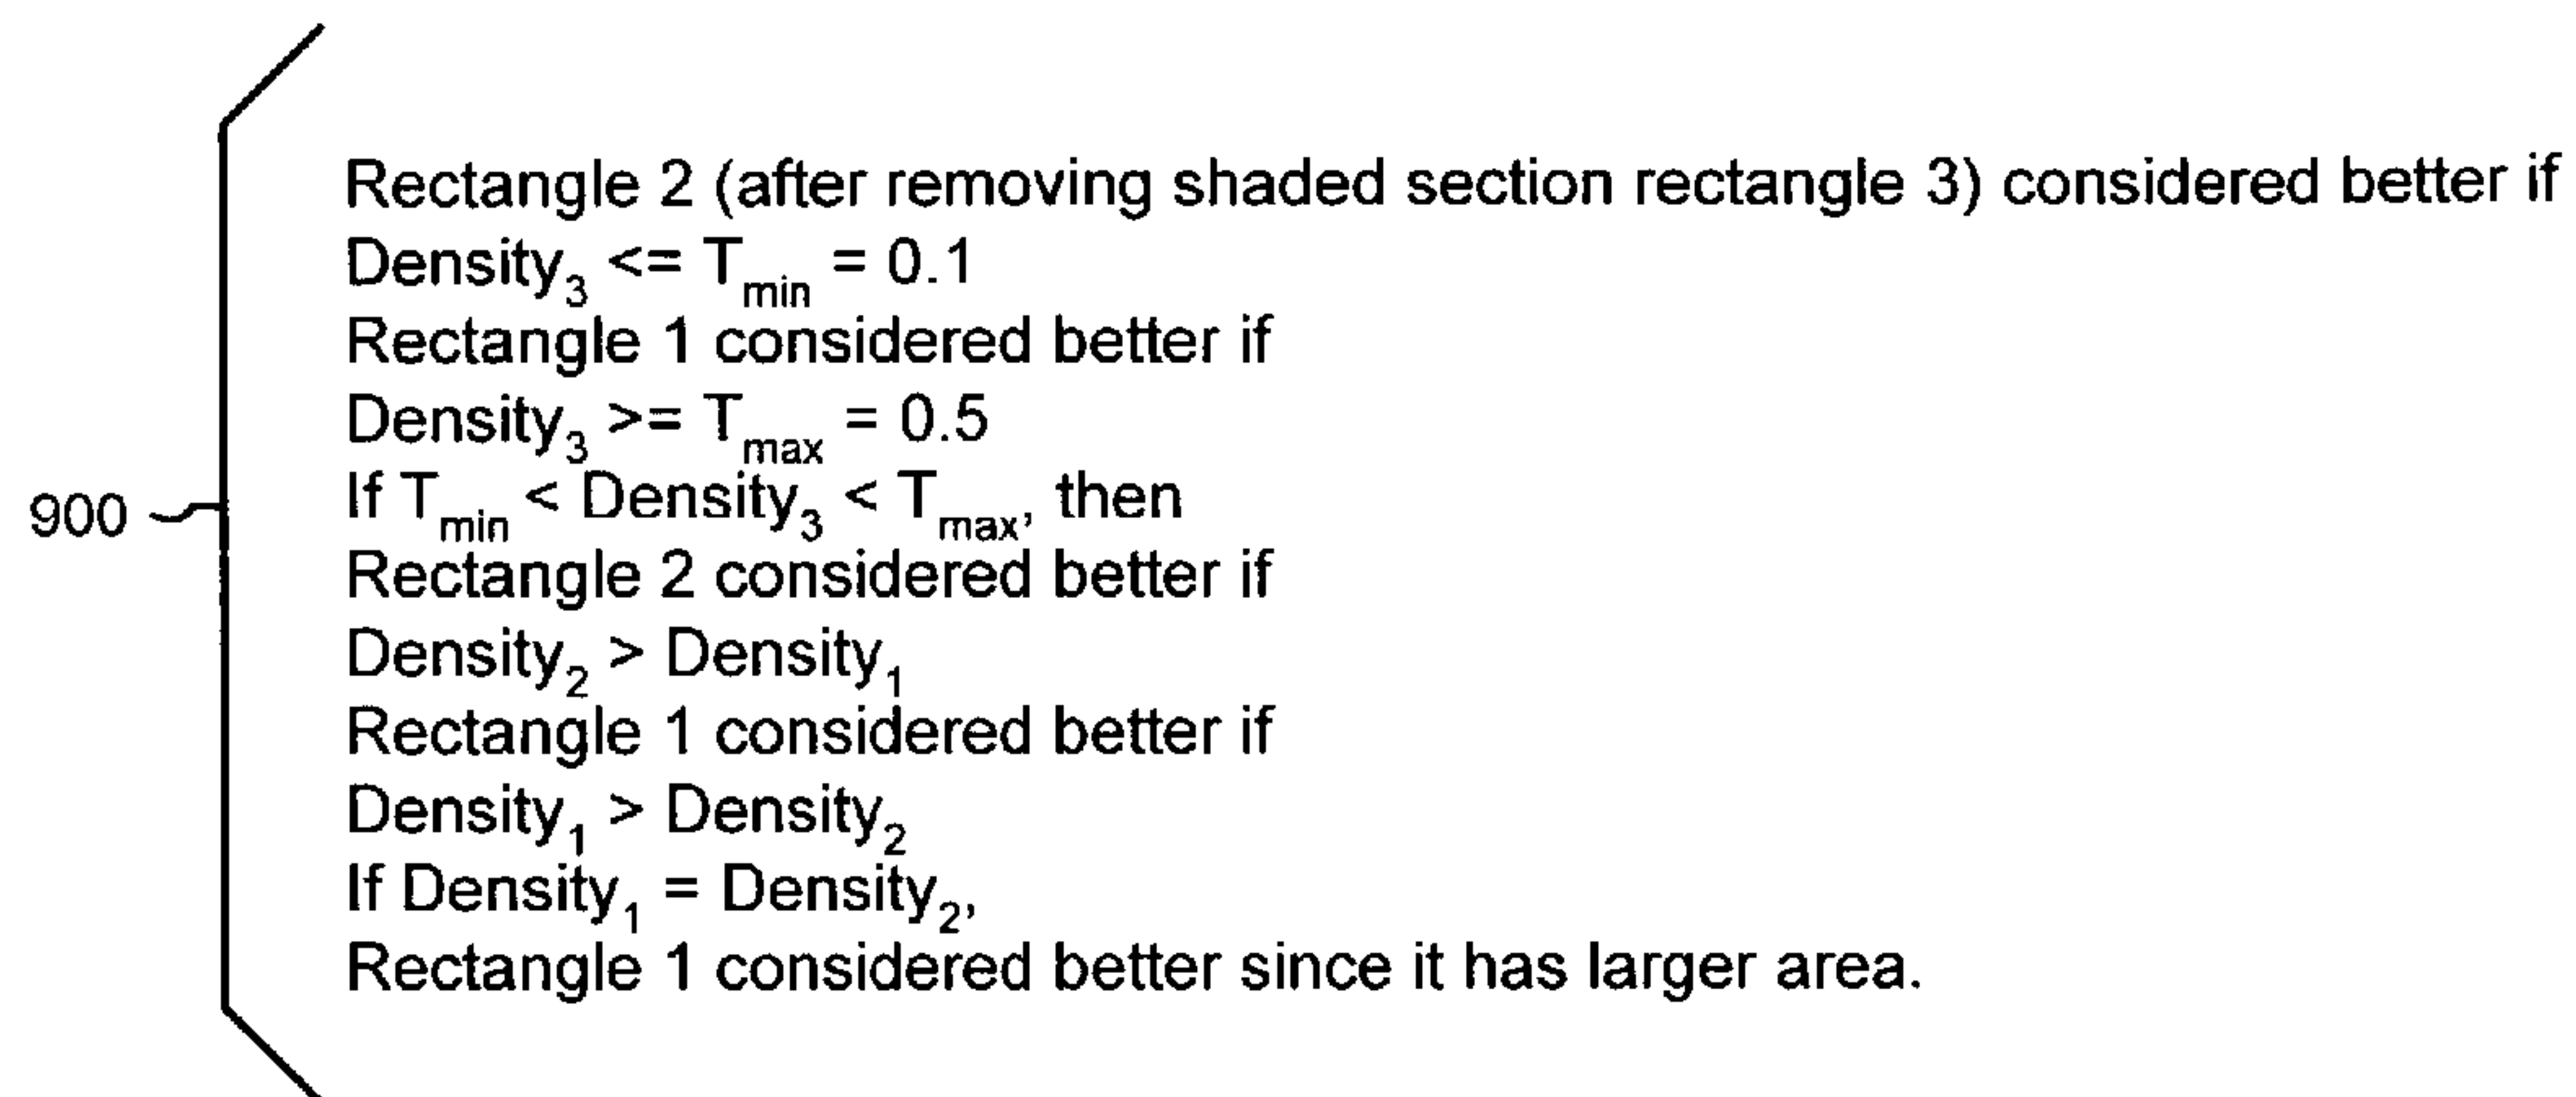 Rectangle 2 (after removing shaded section rectangle 3) considered better if
Density₃ <= Tmin = 0.1
Rectangle 1 considered better if
Density₃ >= Tmax = 0.5
900
If Tmin < Density₃ < Tmax, then
Rectangle 2 considered better if
Density₂ > Density₁
Rectangle 1 considered better if
Density₁ > Density₂
If Density₁ = Density₂,
Rectangle 1 considered better since it has larger area.